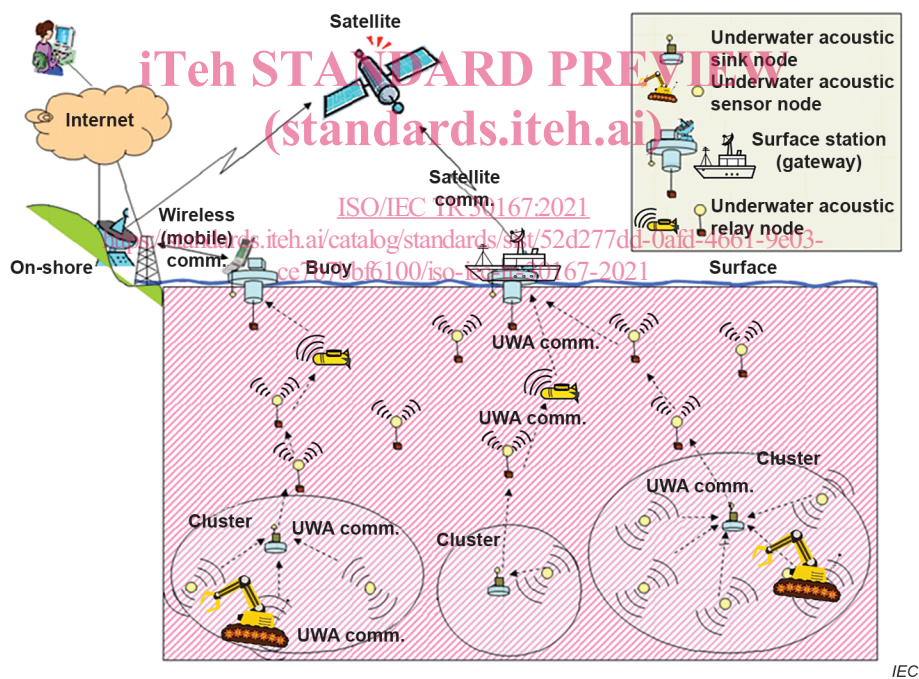 Satellite
Underwater acoustic
sink node
Underwater acoustic
sensor node
Surface station
(gateway)
Underwater acoustic
relay node
iTeh STANDARD PREVIEW
(standards.iteh.ai)
Internet
Satellite
comm.
ISO/IEC TR 30167:2021
Wireless
(mobile)
comm.
On-shore
Buoy
Surface
UWA comm.
UWA comm.
Cluster
UWA comm.
Cluster
UWA comm.
Cluster
UWA comm.
IEC